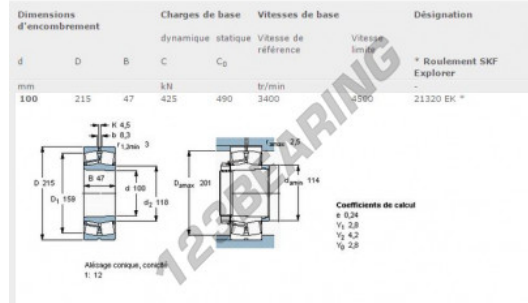 Dimensions d'encombrement
Charges de base
Vitesses de base
Désignation
dynamique statique Vitesse de référence Vitesse limite
d D B C C0 * Roulement SKF Explorer
mm kN tr/min -
100 215 47 425 490 3400 4500 21320 EK *
K 4,5
b 8,3
r1,2min 3
D 215
D1 159
B 47
d 100
d2 118
ramax 2,5
Damax 201
damin 114
Alésage conique, conicité
1: 12
Coefficients de calcul
e 0,24
Y1 2,8
Y2 4,2
Y0 2,8
123BEARING